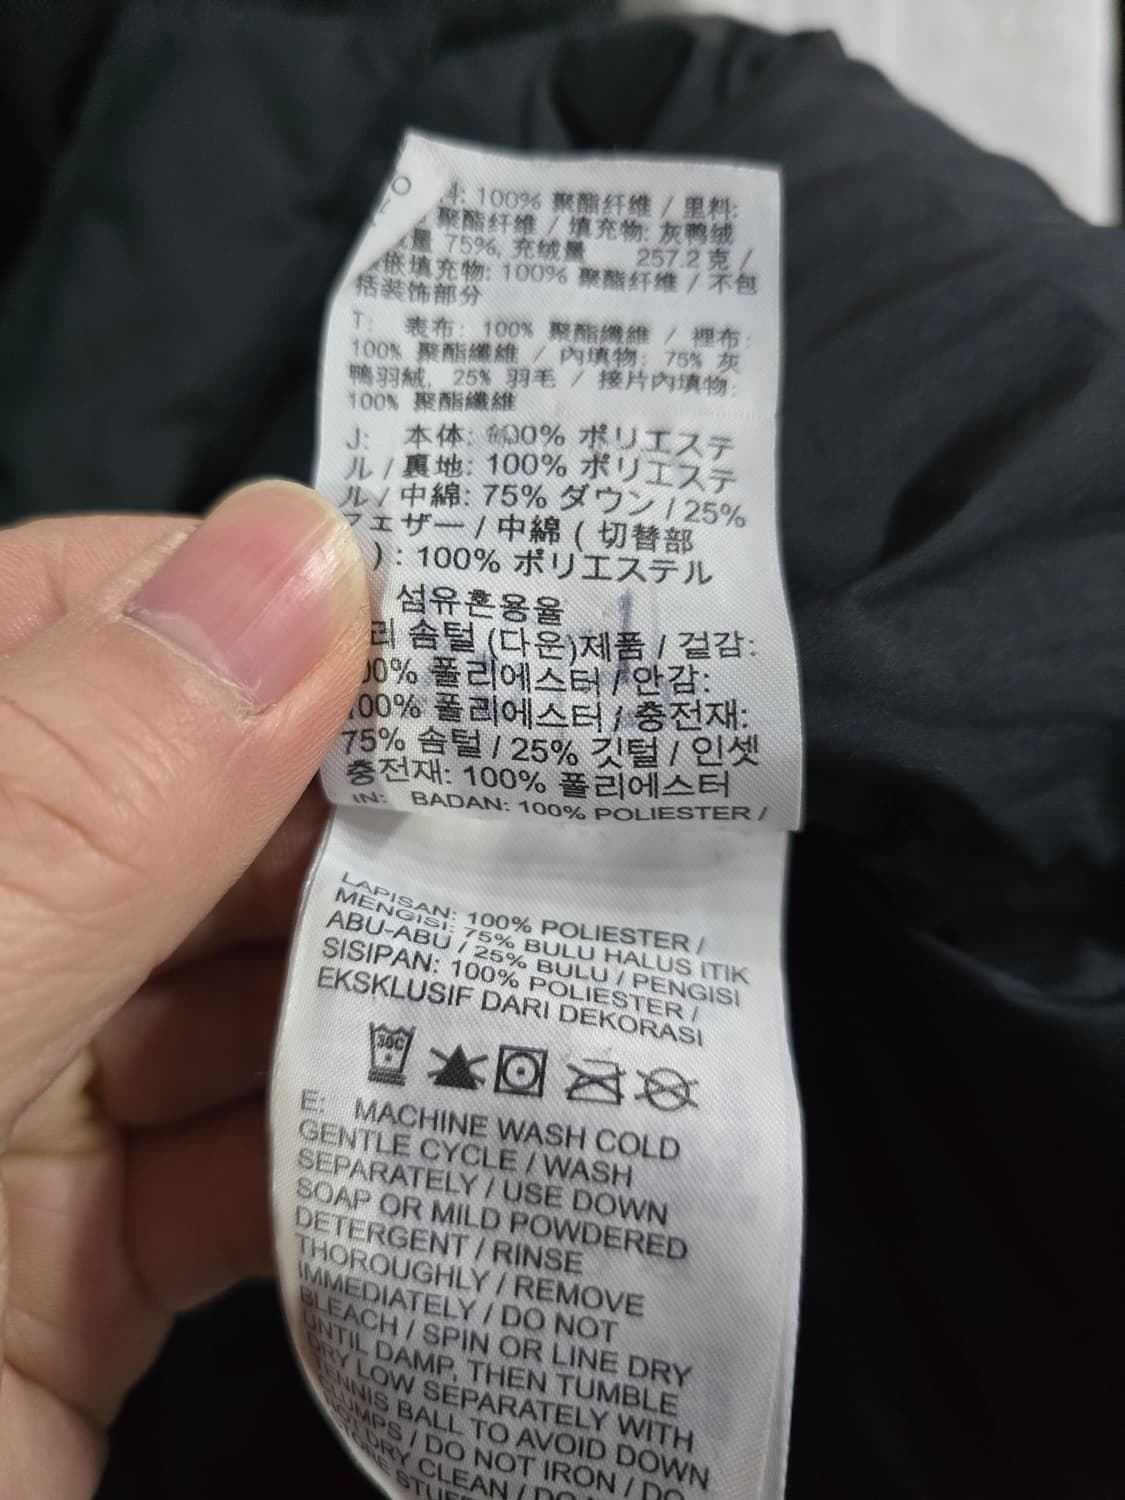 料: 100% 聚酯纤维 / 里料:
聚酯纤维 / 填充物: 灰鸭绒
量 75%, 充绒量 257.2 克 /
嵌填充物: 100% 聚酯纤维 / 不包
括装饰部分
T: 表布: 100% 聚酯纖維 / 裡布:
100% 聚酯纖維 / 內填物: 75% 灰
鴨羽絨, 25% 羽毛 / 接片內填物:
100% 聚酯纖維
J: 本体: 100% ポリエステ
ル / 裏地: 100% ポリエステ
ル / 中綿: 75% ダウン / 25%
フェザー / 中綿 ( 切替部
) : 100% ポリエステル
섬유혼용율
리 솜털 (다운)제품 / 겉감:
00% 폴리에스터 / 안감:
100% 폴리에스터 / 충전재:
75% 솜털 / 25% 깃털 / 인셋
충전재: 100% 폴리에스터
IN: BADAN: 100% POLIESTER /
LAPISAN: 100% POLIESTER /
MENGISI: 75% BULU HALUS ITIK
ABU-ABU / 25% BULU / PENGISI
SISIPAN: 100% POLIESTER /
EKSKLUSIF DARI DEKORASI
30C
E: MACHINE WASH COLD
GENTLE CYCLE / WASH
SEPARATELY / USE DOWN
SOAP OR MILD POWDERED
DETERGENT / RINSE
THOROUGHLY / REMOVE
IMMEDIATELY / DO NOT
BLEACH / SPIN OR LINE DRY
UNTIL DAMP, THEN TUMBLE
DRY LOW SEPARATELY WITH
TENNIS BALL TO AVOID DOWN
CLUMPS / DO NOT IRON / DO
NOT DRY CLEAN / DO